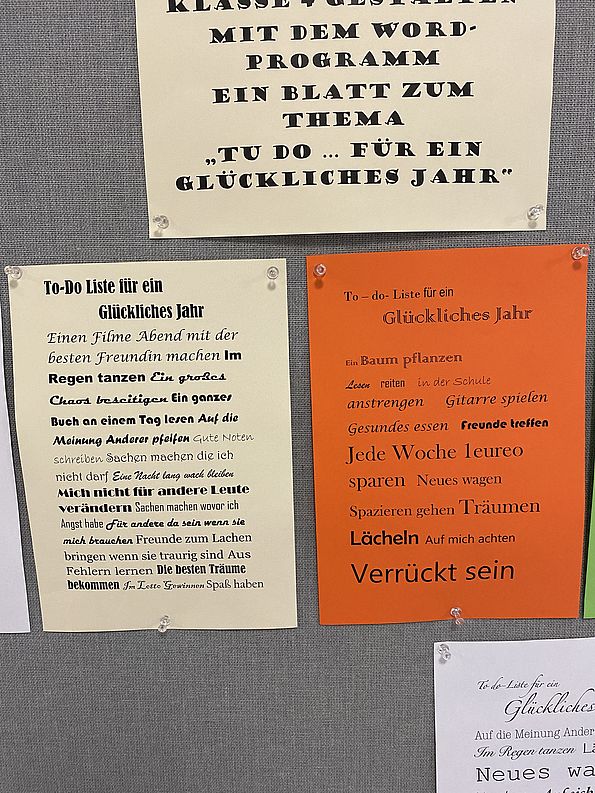 KLASSE 4 GESTALTEN
MIT DEM WORD-
PROGRAMM
EIN BLATT ZUM
THEMA
„TU DO ... FÜR EIN
GLÜCKLICHES JAHR“
To-Do Liste für ein
Glückliches Jahr
Einen Filme Abend mit der
besten Freundin machen Im
Regen tanzen Ein großes
Chaos beseitigen Ein ganzes
Buch an einem Tag lesen Auf die
Meinung Anderer pfeifen Gute Noten
schreiben Sachen machen die ich
nicht darf Eine Nacht lang wach bleiben
Mich nicht für andere Leute
verändern Sachen machen wovor ich
Angst habe Für andere da sein wenn sie
mich brauchen Freunde zum Lachen
bringen wenn sie traurig sind Aus
Fehlern lernen Die besten Träume
bekommen Im Lotto Gewinnen Spaß haben
To – do- Liste für ein
Glückliches Jahr
Ein Baum pflanzen
Lesen reiten in der Schule
anstrengen Gitarre spielen
Gesundes essen Freunde treffen
Jede Woche 1eureo
sparen Neues wagen
Spazieren gehen Träumen
Lächeln Auf mich achten
Verrückt sein
To do-Liste für ein
Glückliches
Auf die Meinung Ander
Im Regen tanzen Lä
Neues wa